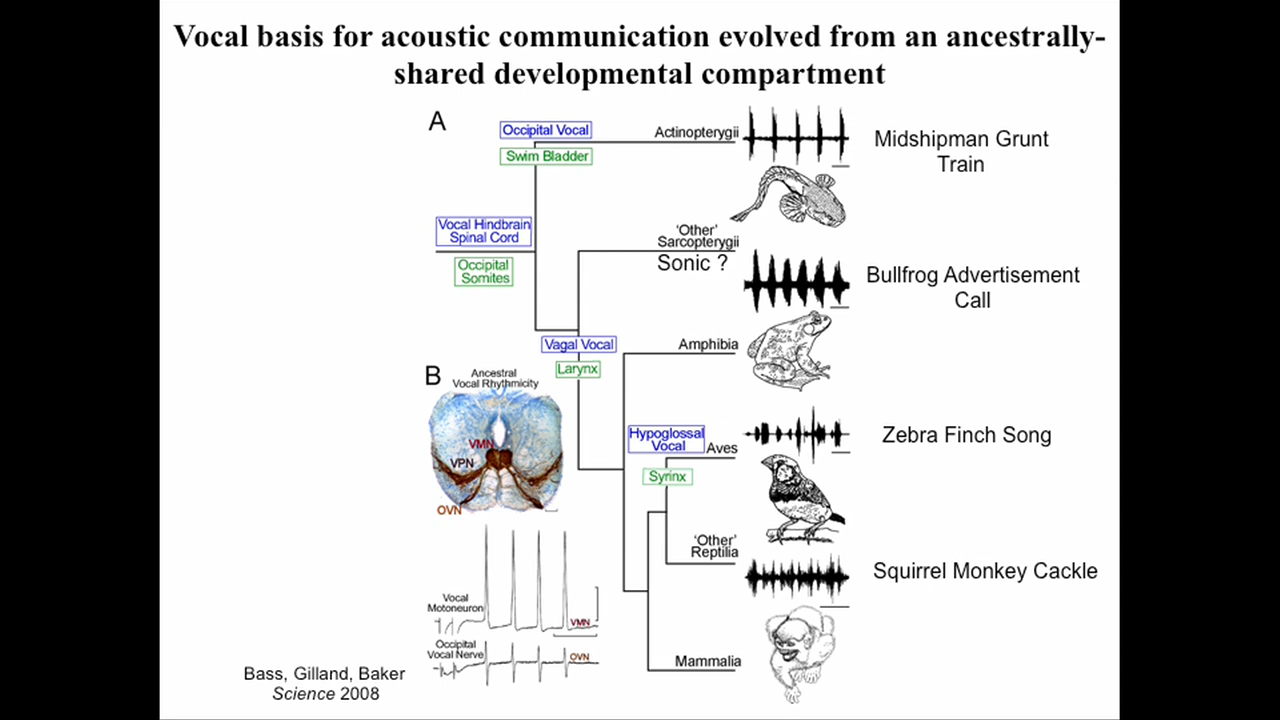 Vocal basis for acoustic communication evolved from an ancestrally-
shared developmental compartment
A
Occipital Vocal
Swim Bladder
Actinopterygii
Midshipman Grunt
Train
Vocal Hindbrain
Spinal Cord
Occipital
Somites
‘Other’
Sarcopterygii
Sonic ?
Bullfrog Advertisement
Call
Vagal Vocal
Larynx
Amphibia
B
Ancestral
Vocal Rhythmicity
VMN
VPN
OVN
Hypoglossal
Vocal
Aves
Syrinx
Zebra Finch Song
‘Other’
Reptilia
Squirrel Monkey Cackle
Vocal
Motoneuron
VMN
Occipital
Vocal Nerve
OVN
Mammalia
Bass, Gilland, Baker
Science 2008